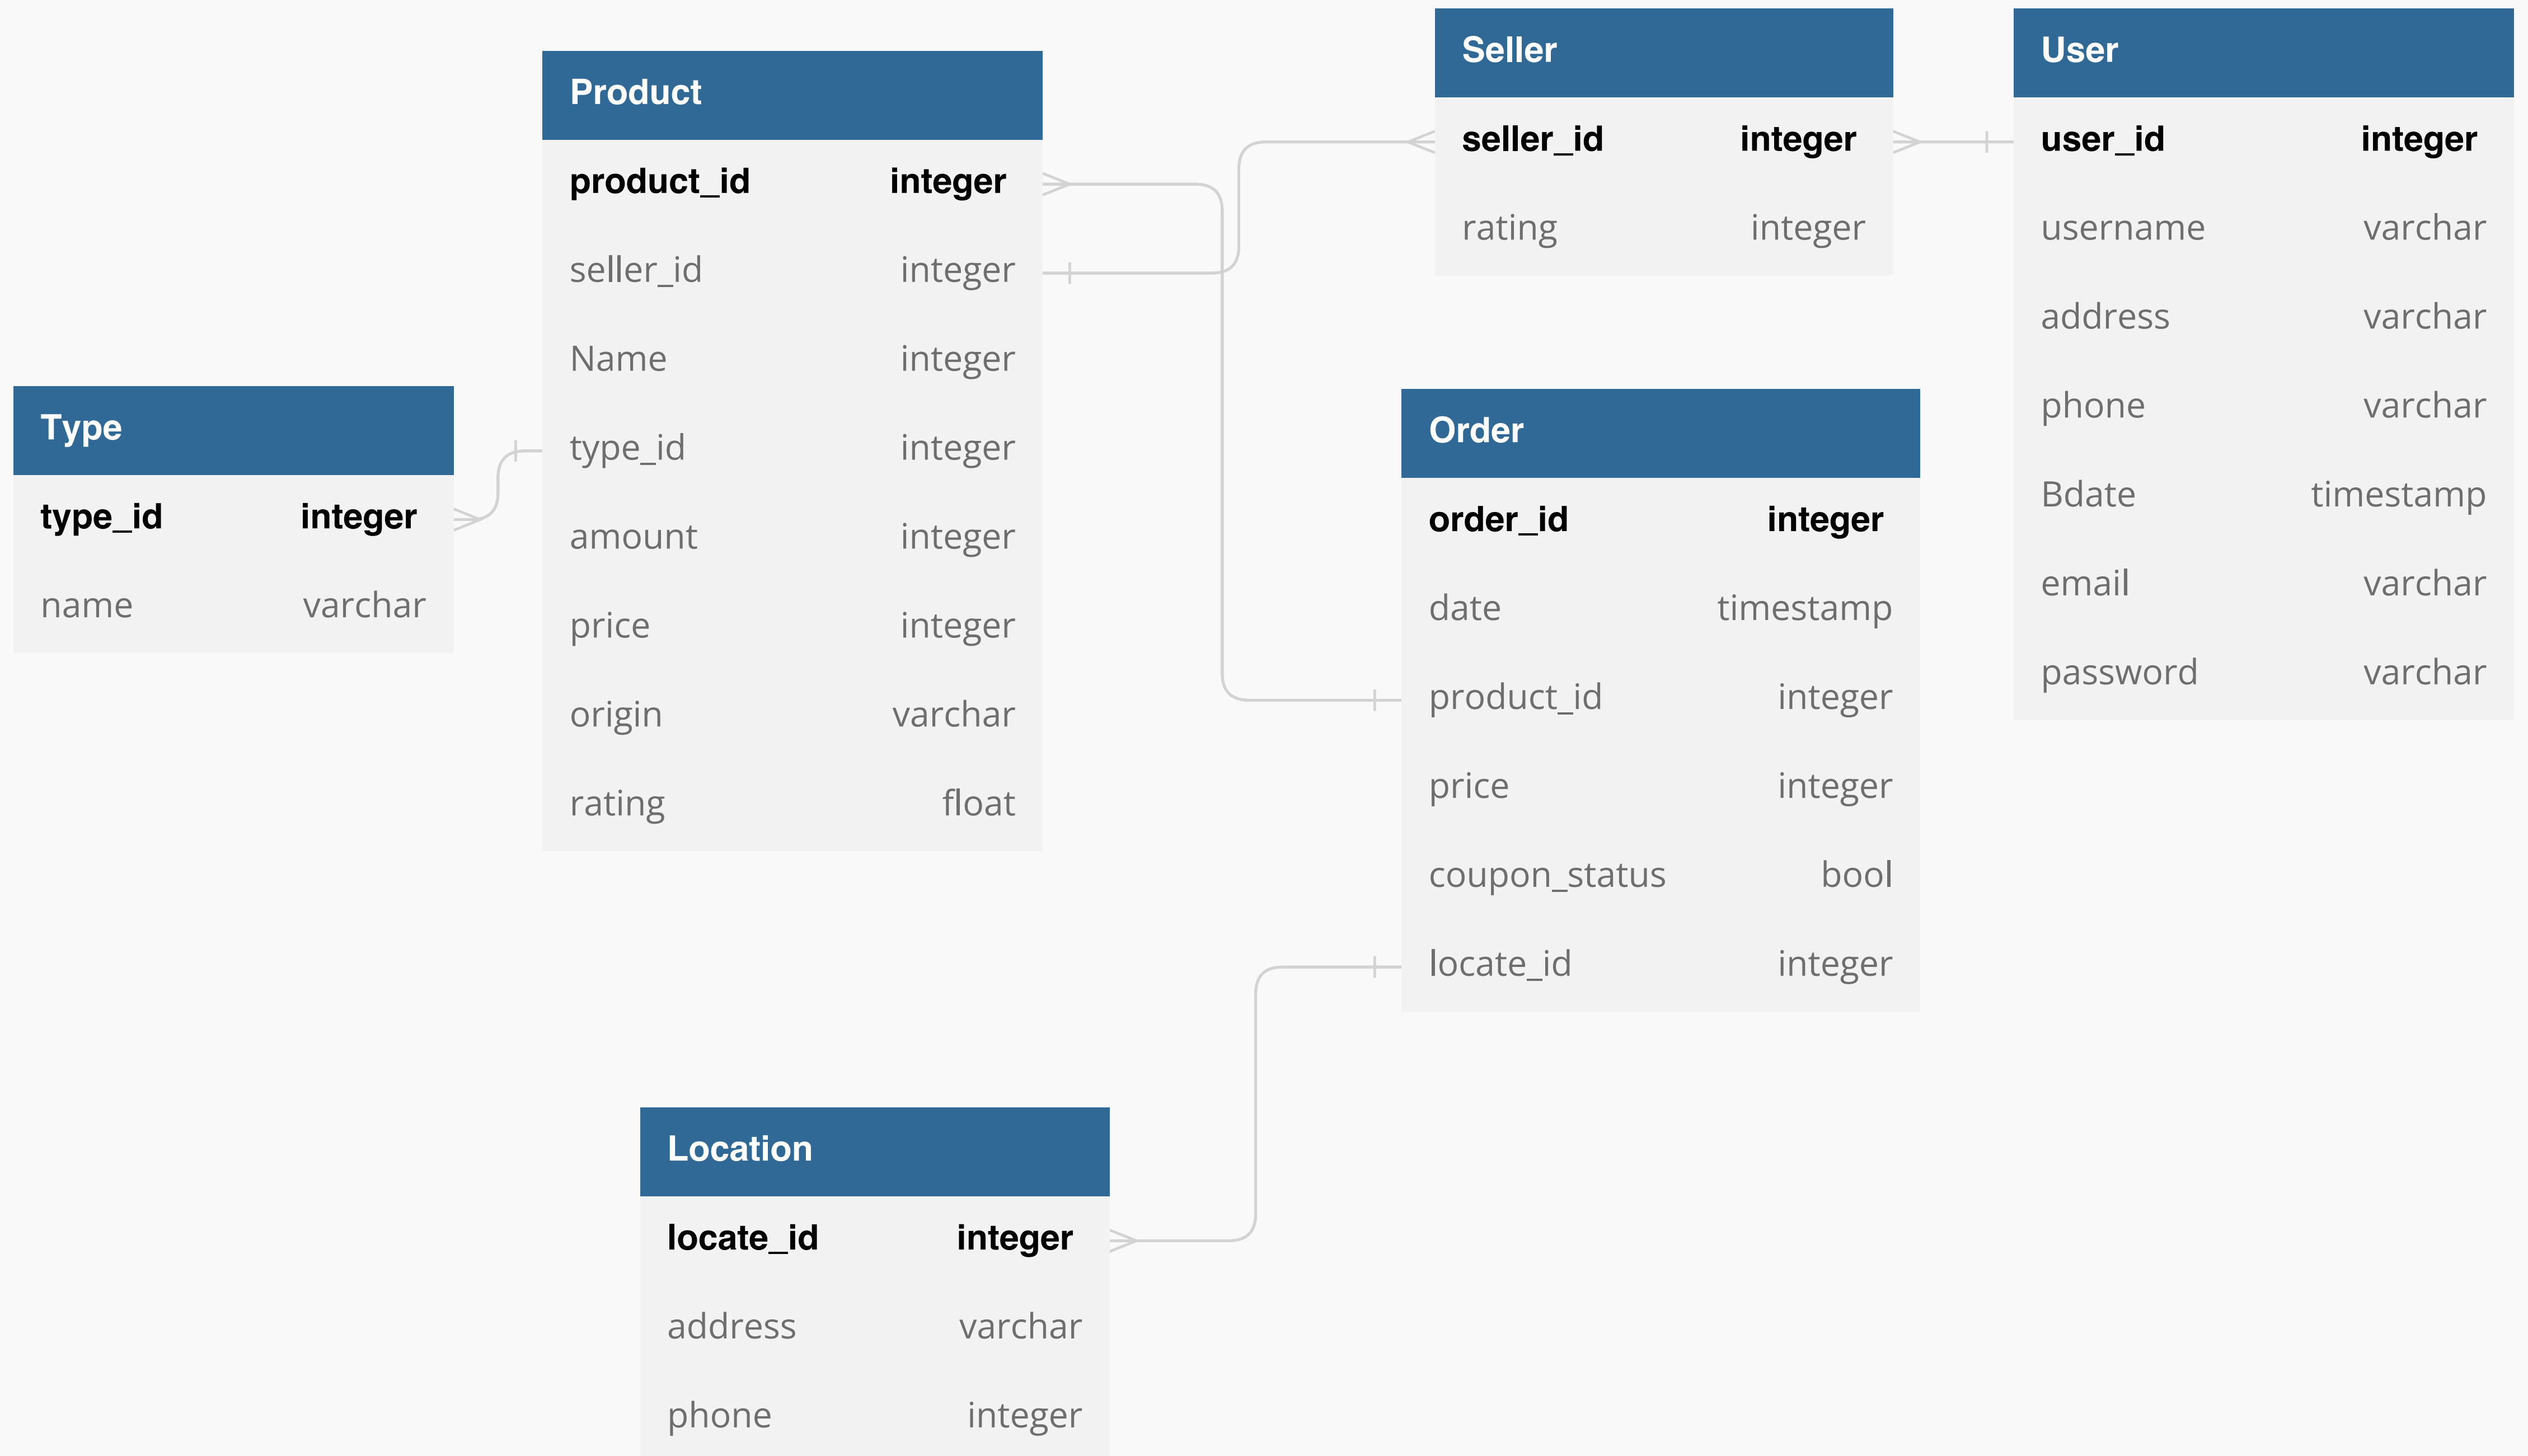 Product
product_id integer
seller_id integer
Name integer
type_id integer
amount integer
price integer
origin varchar
rating float
Seller
seller_id integer
rating integer
User
user_id integer
username varchar
address varchar
phone varchar
Bdate timestamp
email varchar
password varchar
Type
type_id integer
name varchar
Order
order_id integer
date timestamp
product_id integer
price integer
coupon_status bool
locate_id integer
Location
locate_id integer
address varchar
phone integer